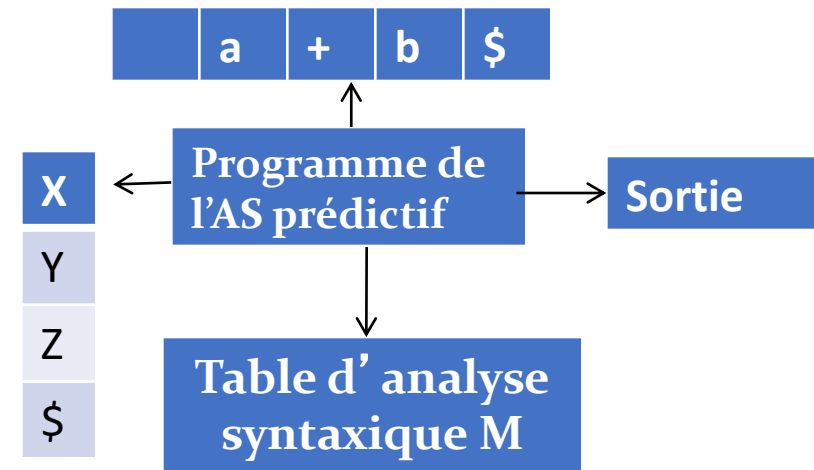 a + b $
Programme de
l'AS prédictif
X
Y
Z
$
Sortie
Table d' analyse
syntaxique M